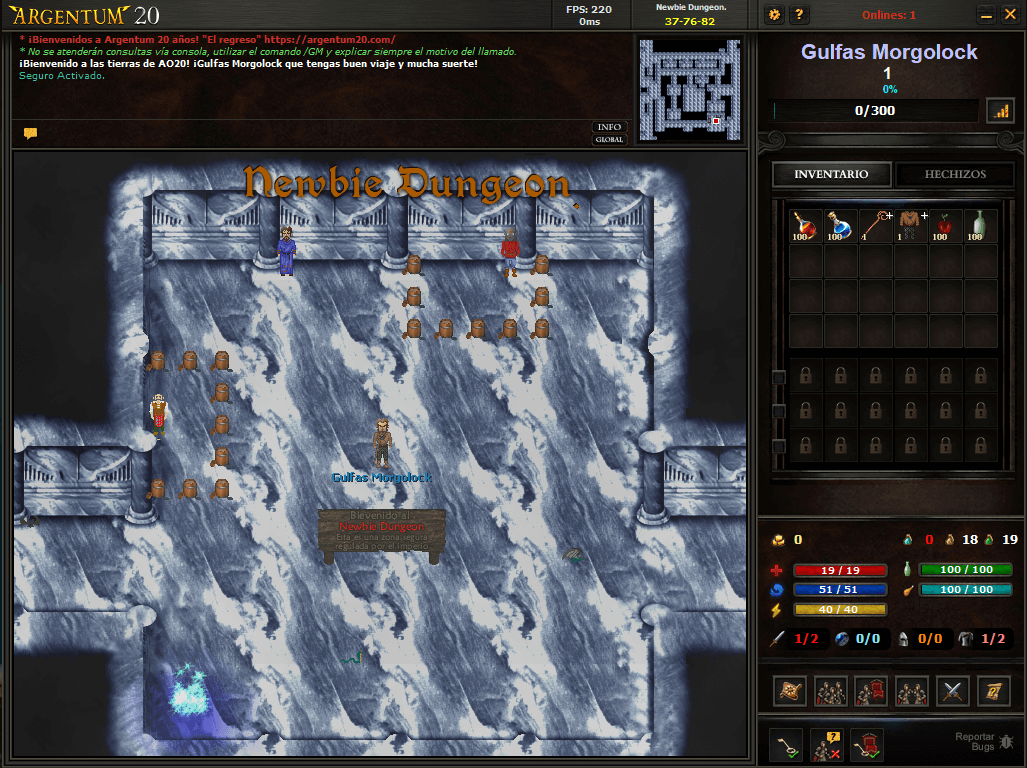 ARGENTUM 20
FPS: 220
0ms
Newbie Dungeon.
37-76-82
?
Onlines: 1
* ¡Bienvenidos a Argentum 20 años! "El regreso" https://argentum20.com/
* No se atenderán consultas vía consola, utilizar el comando /GM y explicar siempre el motivo del llamado.
¡Bienvenido a las tierras de AO20! ¡Gulfas Morgolock que tengas buen viaje y mucha suerte!
Seguro Activado.
INFO
GLOBAL
Gulfas Morgolock
1
0%
0/300
INVENTARIO
HECHIZOS
100
100
1
1
100
100
Newbie Dungeon
Gulfas Morgolock
Bievenido al
Newbie Dungeon
Esta es una zona segura
regulada por el Imperio
0
0
18
19
19 / 19
100 / 100
51 / 51
100 / 100
40 / 40
1/2
0/0
0/0
1/2
?
Reportar
Bugs